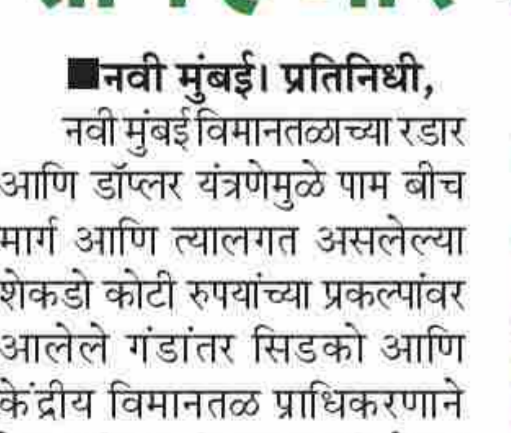 ■नवी मुंबई। प्रतिनिधी,
नवी मुंबई विमानतळाच्या रडार
आणि डॉप्लर यंत्रणेमुळे पाम बीच
मार्ग आणि त्यालगत असलेल्या
शेकडो कोटी रुपयांच्या प्रकल्पांवर
आलेले गंडांतर सिडको आणि
केंद्रीय विमानतळ प्राधिकरणाने